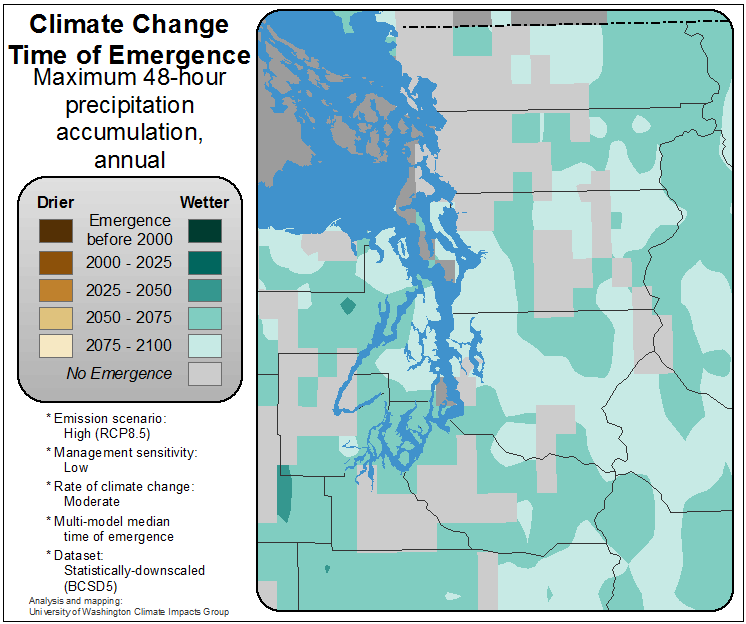 Climate Change
Time of Emergence
Maximum 48-hour
precipitation
accumulation,
annual
Drier
Wetter
Emergence
before 2000
2000 - 2025
2025 - 2050
2050 - 2075
2075 - 2100
No Emergence
* Emission scenario:
High (RCP8.5)
* Management sensitivity:
Low
* Rate of climate change:
Moderate
* Multi-model median
time of emergence
* Dataset:
Statistically-downscaled
(BCSD5)
Analysis and mapping:
University of Washington Climate Impacts Group